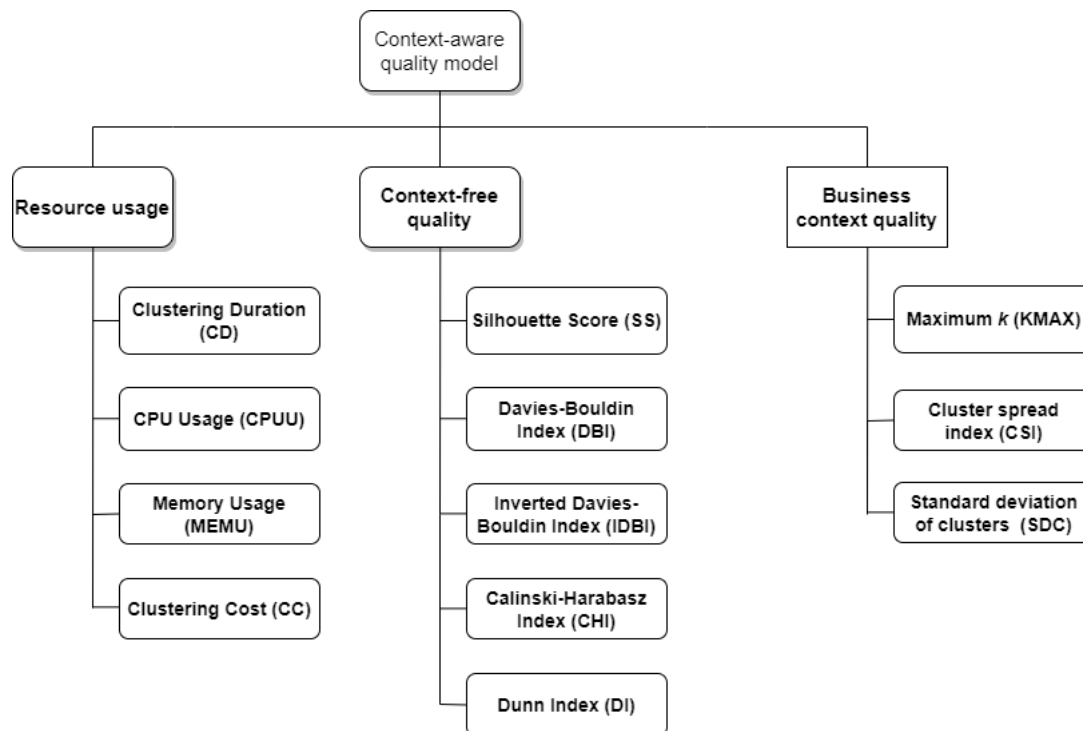 Context-aware
quality model
Resource usage
Context-free
quality
Business
context quality
Clustering Duration
(CD)
CPU Usage (CPUU)
Memory Usage
(MEMU)
Clustering Cost (CC)
Silhouette Score (SS)
Davies-Bouldin
Index (DBI)
Inverted Davies-
Bouldin Index (IDBI)
Calinski-Harabasz
Index (CHI)
Dunn Index (DI)
Maximum k (KMAX)
Cluster spread
index (CSI)
Standard deviation
of clusters (SDC)